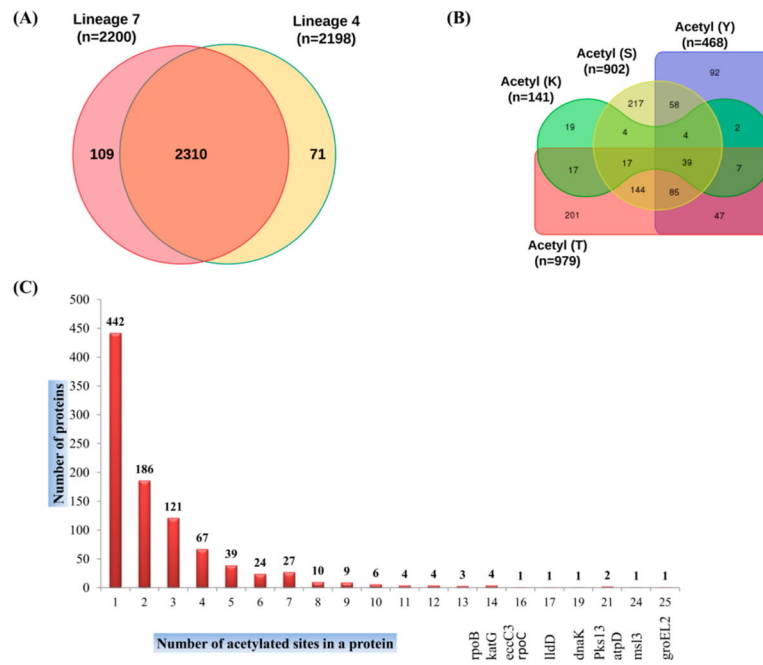 (A)
Lineage 7
(n=2200)
Lineage 4
(n=2198)
109
2310
71
(B)
Acetyl (Y)
(n=468)
Acetyl (S)
(n=902)
Acetyl (K)
(n=141)
92
217
58
19
4
4
2
17
17
39
7
144
85
201
47
Acetyl (T)
(n=979)
(C)
Number of proteins
500
450
400
350
300
250
200
150
100
50
0
442
186
121
67
39
24
27
10
9
6
4
4
3
4
1
1
1
2
1
1
1 2 3 4 5 6 7 8 9 10 11 12 13 14 16 17 19 21 24 25
Number of acetylated sites in a protein
rpoB
katG
eccC3
rpoC
lldD
dnaK
Pks13
atpD
msl3
groEL2